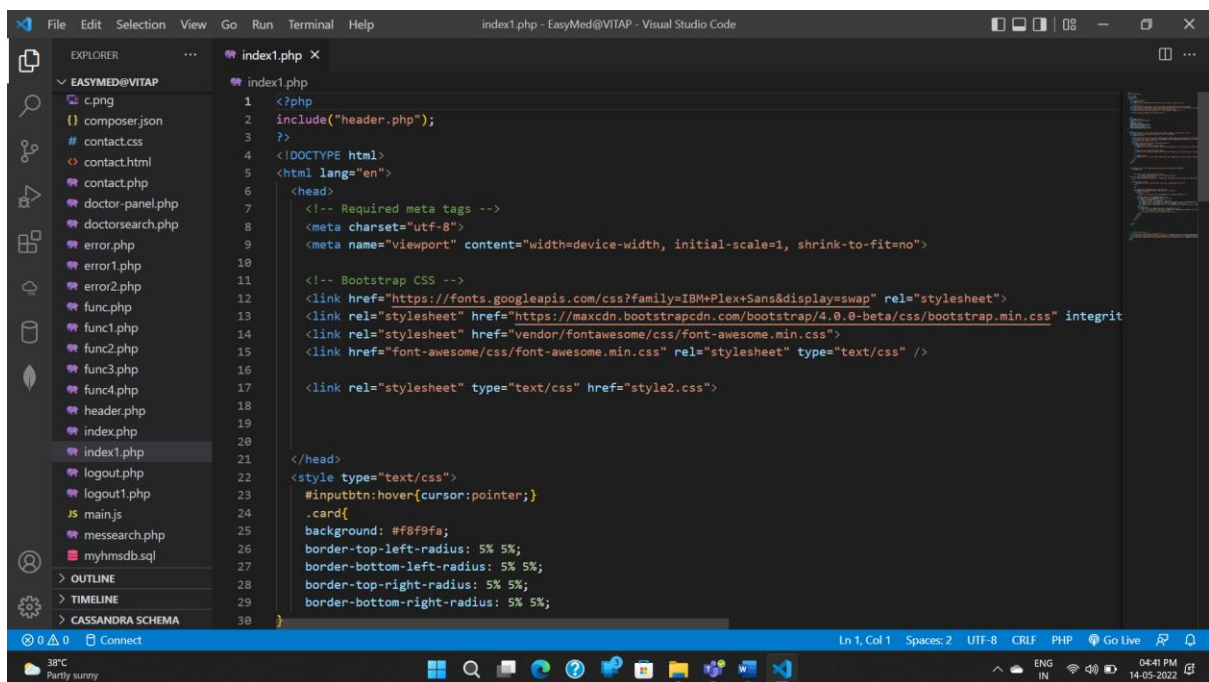 File Edit Selection View Go Run Terminal Help index1.php - EasyMed@VITAP - Visual Studio Code
EXPLORER ...
EASYMED@VITAP
c.png
{} composer.json
# contact.css
<> contact.html
contact.php
doctor-panel.php
doctorsearch.php
error.php
error1.php
error2.php
func.php
func1.php
func2.php
func3.php
func4.php
header.php
index.php
index1.php
logout.php
logout1.php
JS main.js
messearch.php
myhmsdb.sql
> OUTLINE
> TIMELINE
> CASSANDRA SCHEMA
index1.php ×
index1.php
1 <?php
2 include("header.php");
3 ?>
4 <!DOCTYPE html>
5 <html lang="en">
6 <head>
7 <!-- Required meta tags -->
8 <meta charset="utf-8">
9 <meta name="viewport" content="width=device-width, initial-scale=1, shrink-to-fit=no">
10
11 <!-- Bootstrap CSS -->
12 <link href="https://fonts.googleapis.com/css?family=IBM+Plex+Sans&display=swap" rel="stylesheet">
13 <link rel="stylesheet" href="https://maxcdn.bootstrapcdn.com/bootstrap/4.0.0-beta/css/bootstrap.min.css" integrit
14 <link rel="stylesheet" href="vendor/fontawesome/css/font-awesome.min.css">
15 <link href="font-awesome/css/font-awesome.min.css" rel="stylesheet" type="text/css" />
16
17 <link rel="stylesheet" type="text/css" href="style2.css">
18
19
20
21 </head>
22 <style type="text/css">
23 #inputbtn:hover{cursor:pointer;}
24 .card{
25 background: #f8f9fa;
26 border-top-left-radius: 5% 5%;
27 border-bottom-left-radius: 5% 5%;
28 border-top-right-radius: 5% 5%;
29 border-bottom-right-radius: 5% 5%;
30 }
0 0 Connect Ln 1, Col 1 Spaces: 2 UTF-8 CRLF PHP Go Live
38°C
Partly sunny
ENG
IN
04:41 PM
14-05-2022